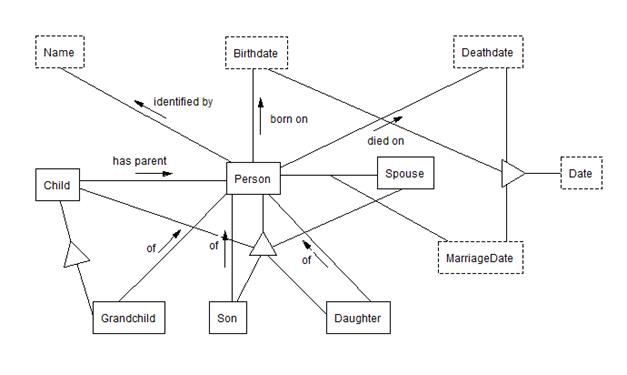 Name
Birthdate
Deathdate
identified by
born on
died on
has parent
Child
Person
Spouse
Date
of
of
of
MarriageDate
Grandchild
Son
Daughter